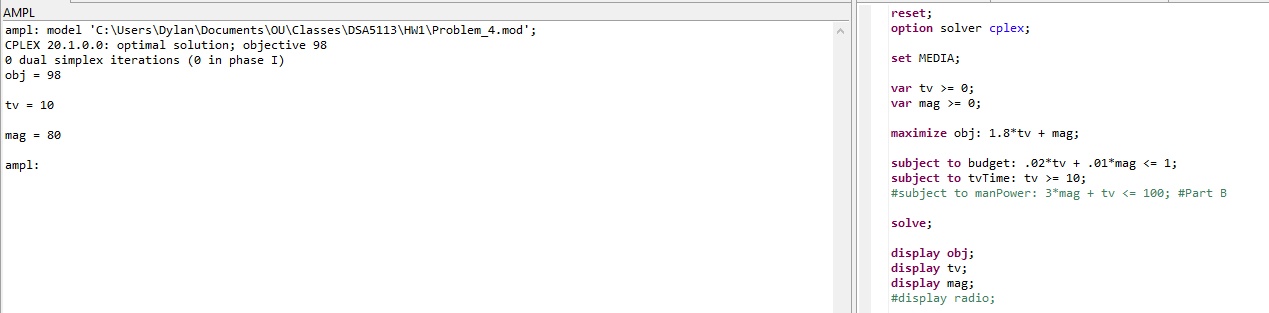 AMPL
ampl: model 'C:\Users\Dylan\Documents\OU\Classes\DSA5113\HW1\Problem_4.mod';
CPLEX 20.1.0.0: optimal solution; objective 98
0 dual simplex iterations (0 in phase I)
obj = 98
tv = 10
mag = 80
ampl:
reset;
option solver cplex;
set MEDIA;
var tv >= 0;
var mag >= 0;
maximize obj: 1.8*tv + mag;
subject to budget: .02*tv + .01*mag <= 1;
subject to tvTime: tv >= 10;
#subject to manPower: 3*mag + tv <= 100; #Part B
solve;
display obj;
display tv;
display mag;
#display radio;